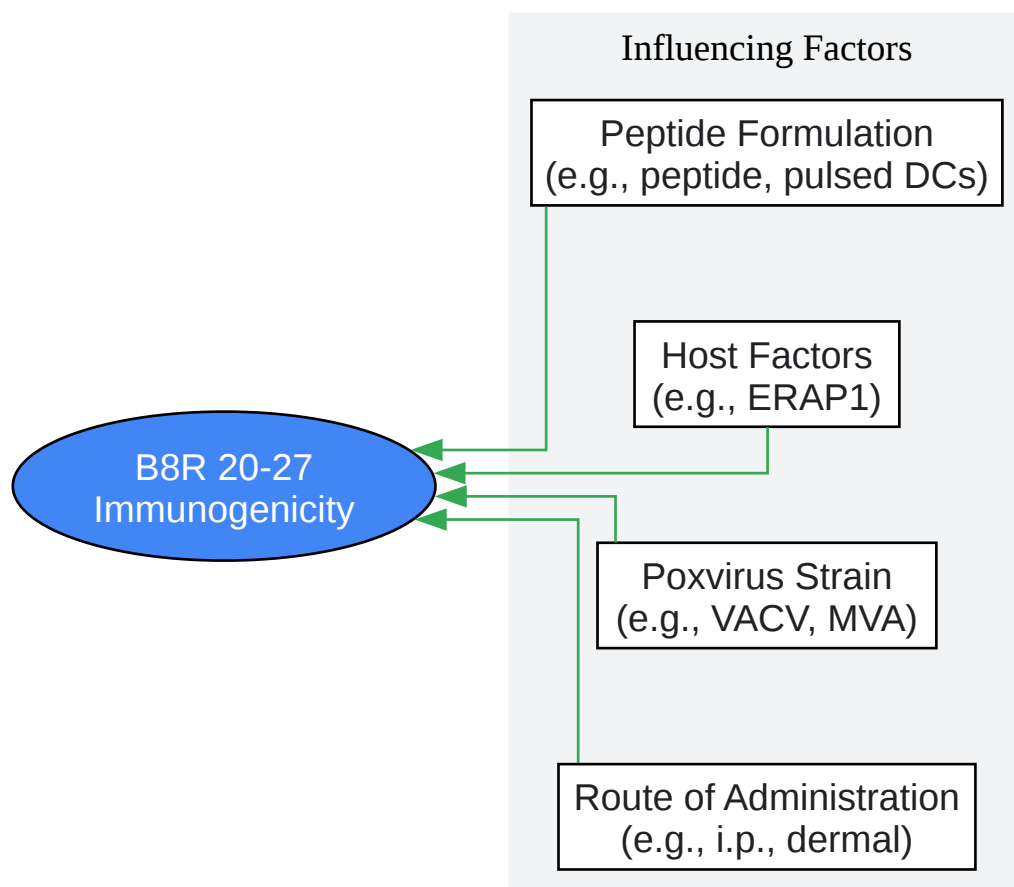 Influencing Factors
Peptide Formulation
(e.g., peptide, pulsed DCs)
Host Factors
(e.g., ERAP1)
B8R 20-27
Immunogenicity
Poxvirus Strain
(e.g., VACV, MVA)
Route of Administration
(e.g., i.p., dermal)